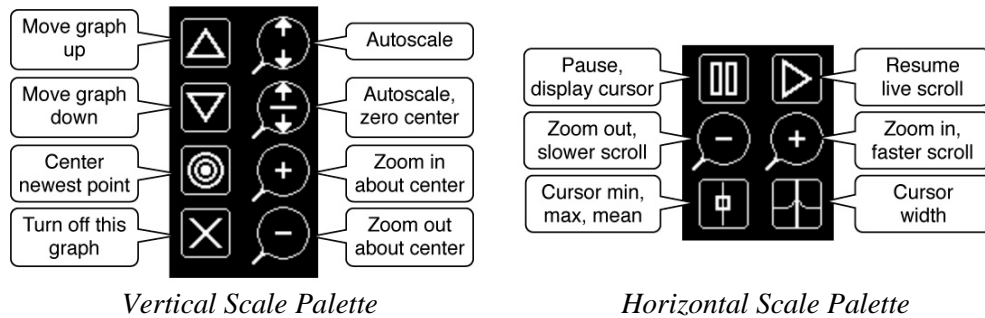 Move graph
up
Autoscale
Move graph
down
Autoscale,
zero center
Center
newest point
Zoom in
about center
Turn off this
graph
Zoom out
about center
Vertical Scale Palette
Pause,
display cursor
Resume
live scroll
Zoom out,
slower scroll
Zoom in,
faster scroll
Cursor min,
max, mean
Cursor
width
Horizontal Scale Palette